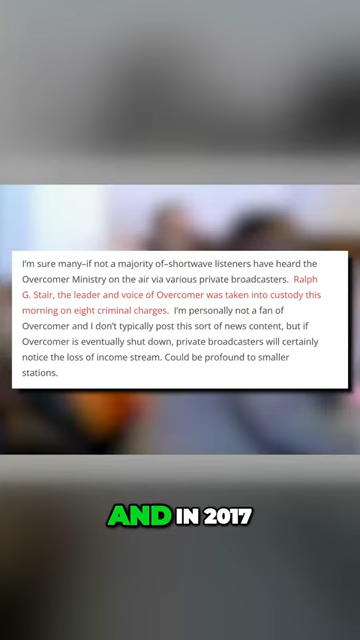 I'm sure many–if not a majority of–shortwave listeners have heard the
Overcomer Ministry on the air via various private broadcasters.  Ralph
G. Stair, the leader and voice of Overcomer was taken into custody this
morning on eight criminal charges.  I'm personally not a fan of
Overcomer and I don't typically post this sort of news content, but if
Overcomer is eventually shut down, private broadcasters will certainly
notice the loss of income stream. Could be profound to smaller
stations.
AND IN 2017